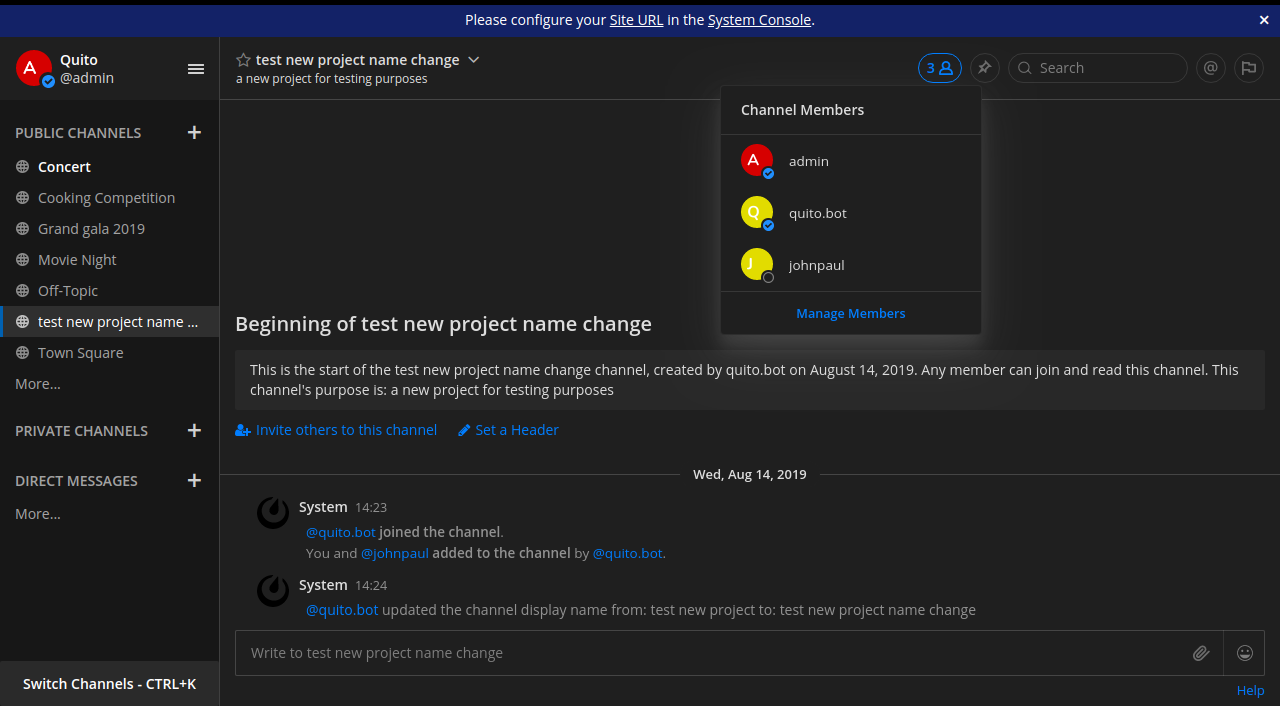 Please configure your Site URL in the System Console.
Quito
@admin
test new project name change
a new project for testing purposes
3
Search
@
Channel Members
A admin
Q quito.bot
J johnpaul
Manage Members
PUBLIC CHANNELS +
Concert
Cooking Competition
Grand gala 2019
Movie Night
Off-Topic
test new project name ...
Town Square
More...
PRIVATE CHANNELS +
DIRECT MESSAGES +
More...
Switch Channels - CTRL+K
Beginning of test new project name change
This is the start of the test new project name change channel, created by quito.bot on August 14, 2019. Any member can join and read this channel. This
channel's purpose is: a new project for testing purposes
Invite others to this channel Set a Header
Wed, Aug 14, 2019
System 14:23
@quito.bot joined the channel.
You and @johnpaul added to the channel by @quito.bot.
System 14:24
@quito.bot updated the channel display name from: test new project to: test new project name change
Write to test new project name change
Help